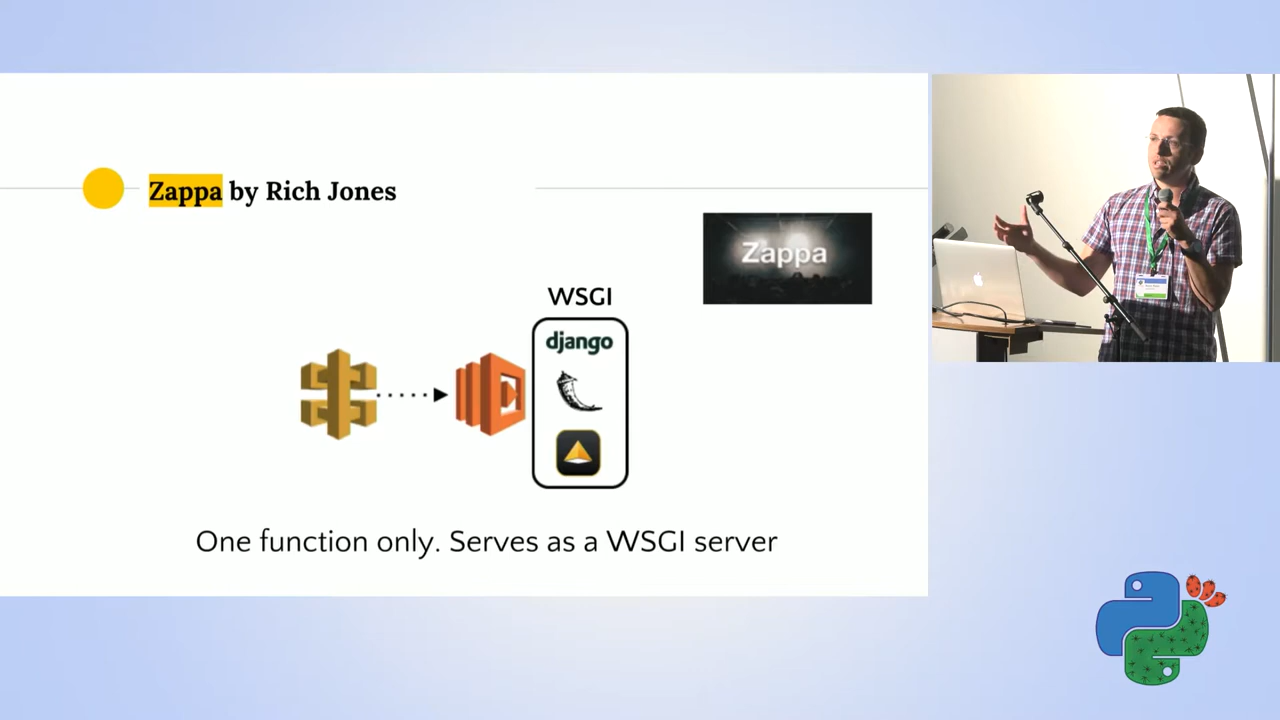 Zappa by Rich Jones
Zappa
WSGI
django
One function only. Serves as a WSGI server